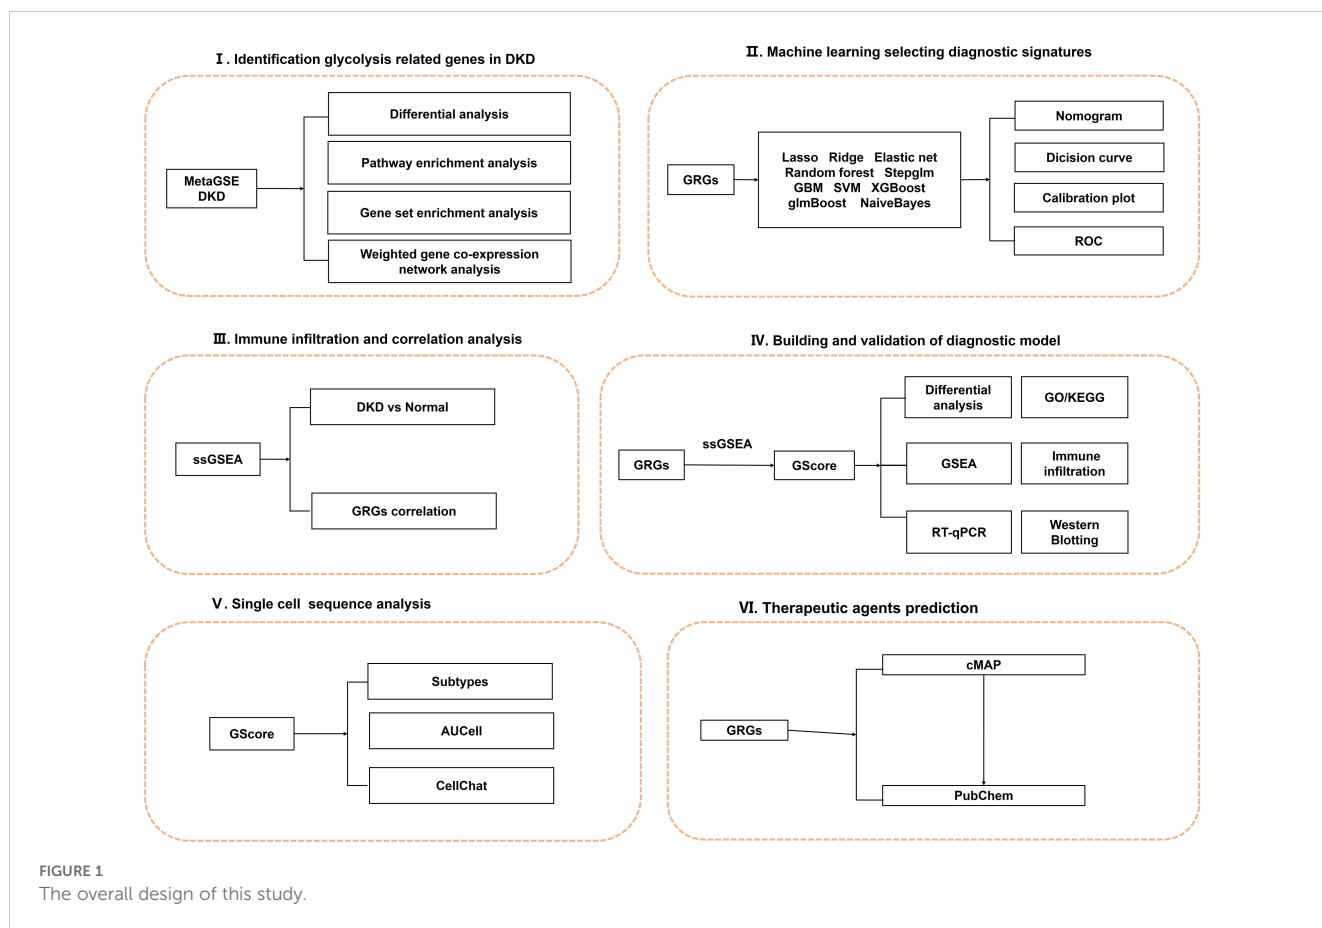 Ⅰ. Identification glycolysis related genes in DKD
MetaGSE
DKD
Differential analysis
Pathway enrichment analysis
Gene set enrichment analysis
Weighted gene co-expression
network analysis
Ⅱ. Machine learning selecting diagnostic signatures
GRGs
Lasso Ridge Elastic net
Random forest Stepglm
GBM SVM XGBoost
glmBoost NaiveBayes
Nomogram
Dicision curve
Calibration plot
ROC
Ⅲ. Immune infiltration and correlation analysis
ssGSEA
DKD vs Normal
GRGs correlation
Ⅳ. Building and validation of diagnostic model
GRGs
ssGSEA
GScore
Differential
analysis
GO/KEGG
GSEA
Immune
infiltration
RT-qPCR
Western
Blotting
Ⅴ. Single cell sequence analysis
GScore
Subtypes
AUCell
CellChat
Ⅵ. Therapeutic agents prediction
GRGs
cMAP
PubChem
FIGURE 1
The overall design of this study.